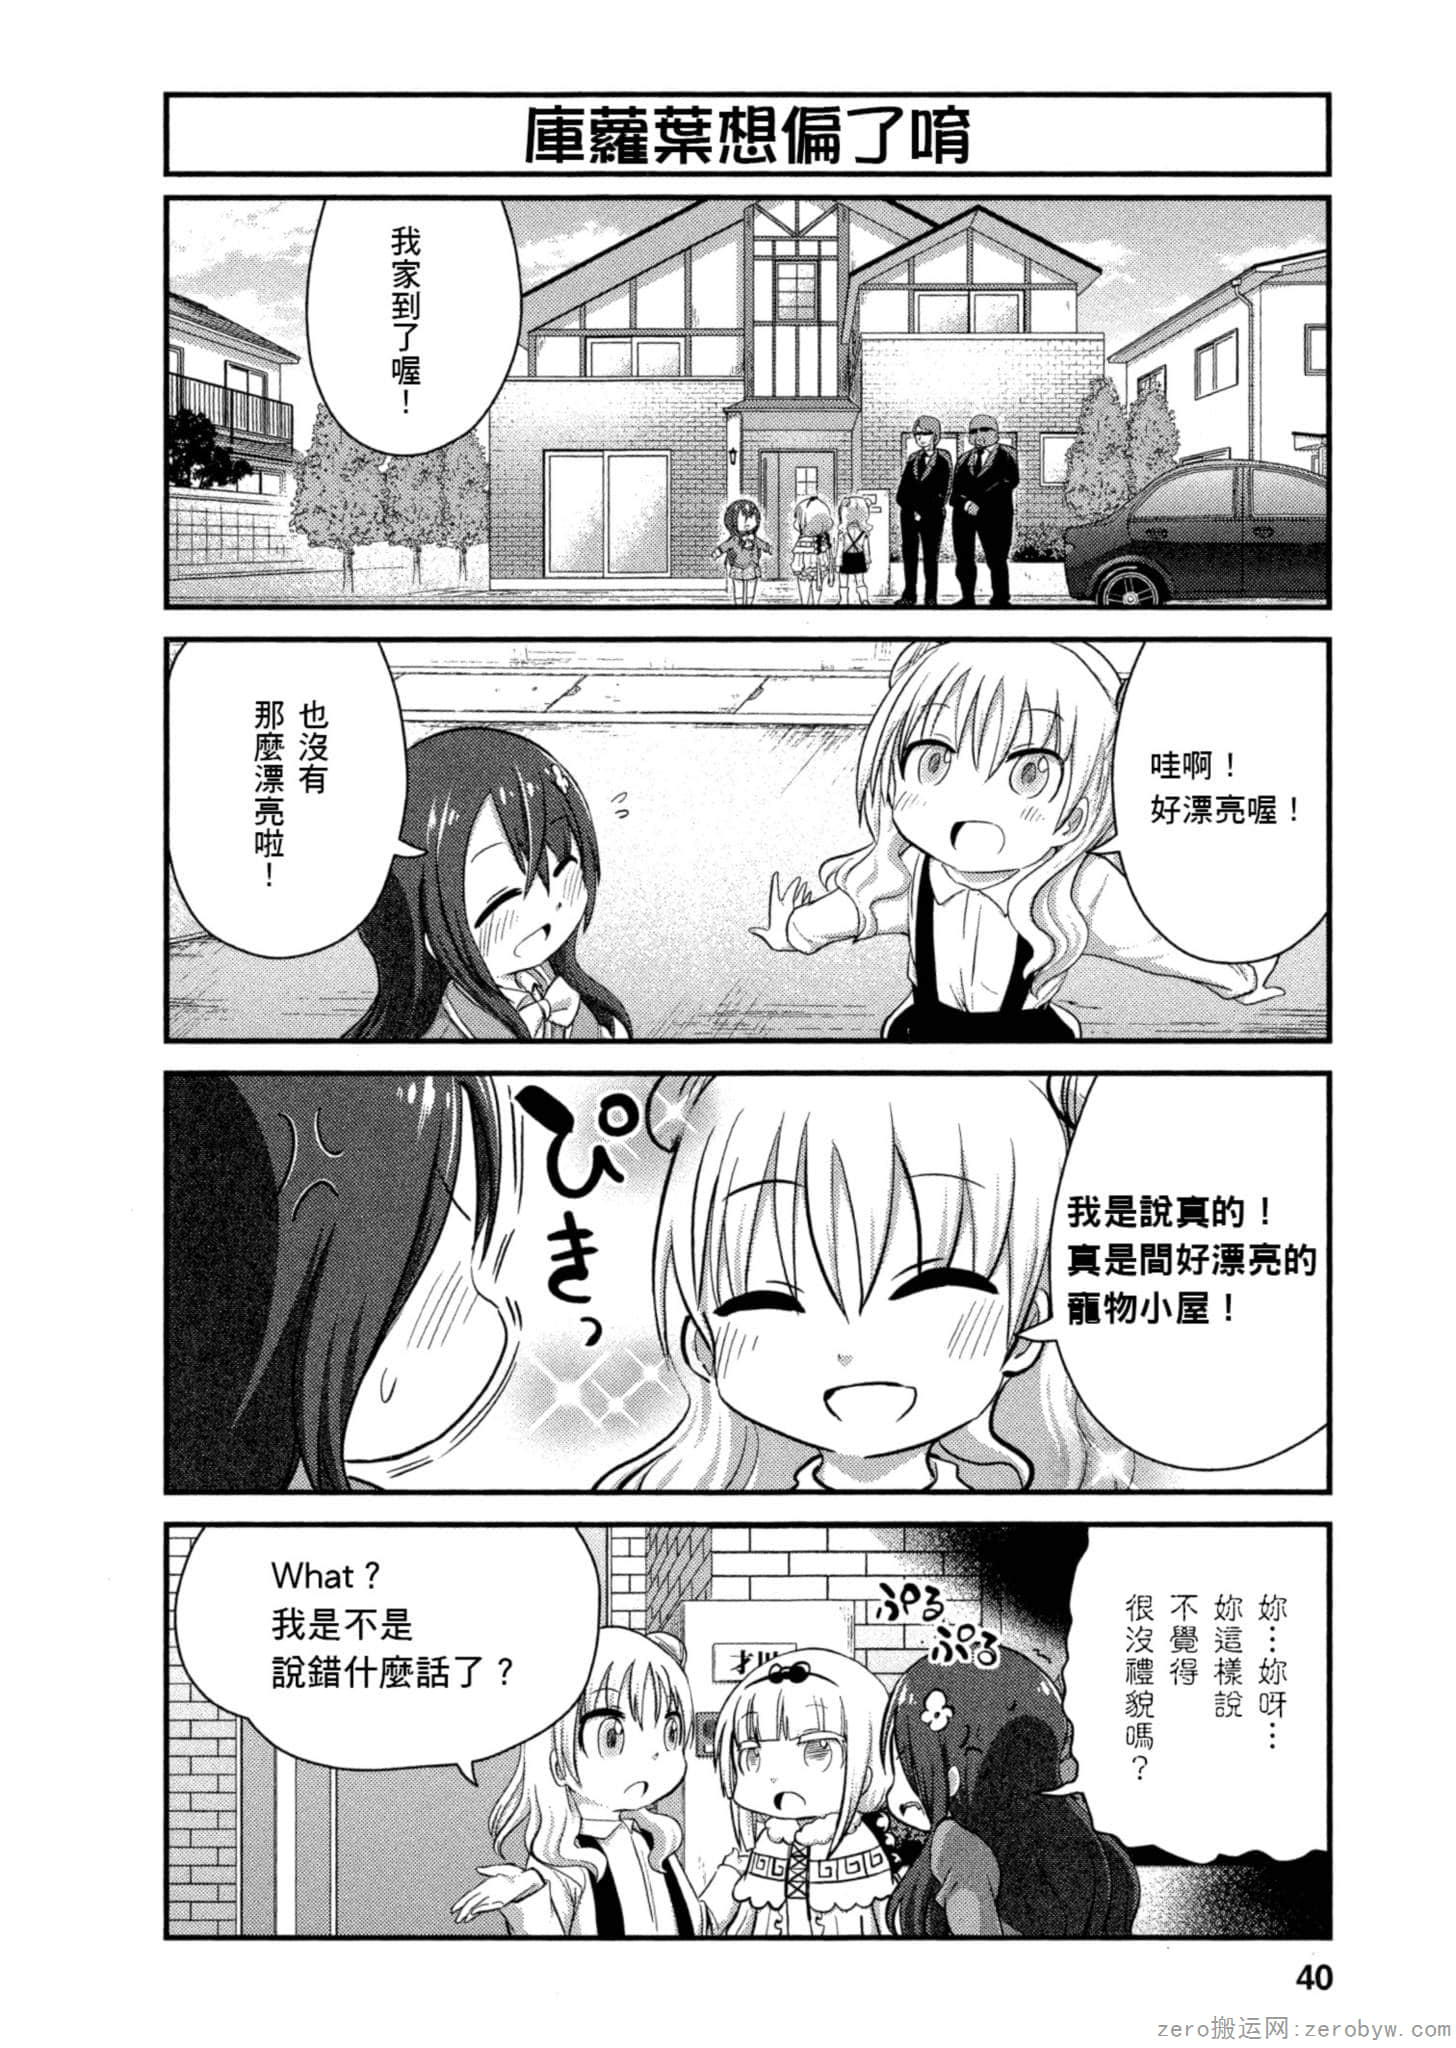 庫蘿葉想偏了唷
我家到了喔！
哇啊！
好漂亮喔！
也沒有
那麼漂亮啦！
我是說真的！
真是間好漂亮的
寵物小屋！
ぴきっ
妳…妳呀…
妳這樣說
不覺得
很沒禮貌嗎？
ぷる
ぷる
What？
我是不是
說錯什麼話了？
才川
40
zero搬运网:zerobyw.com